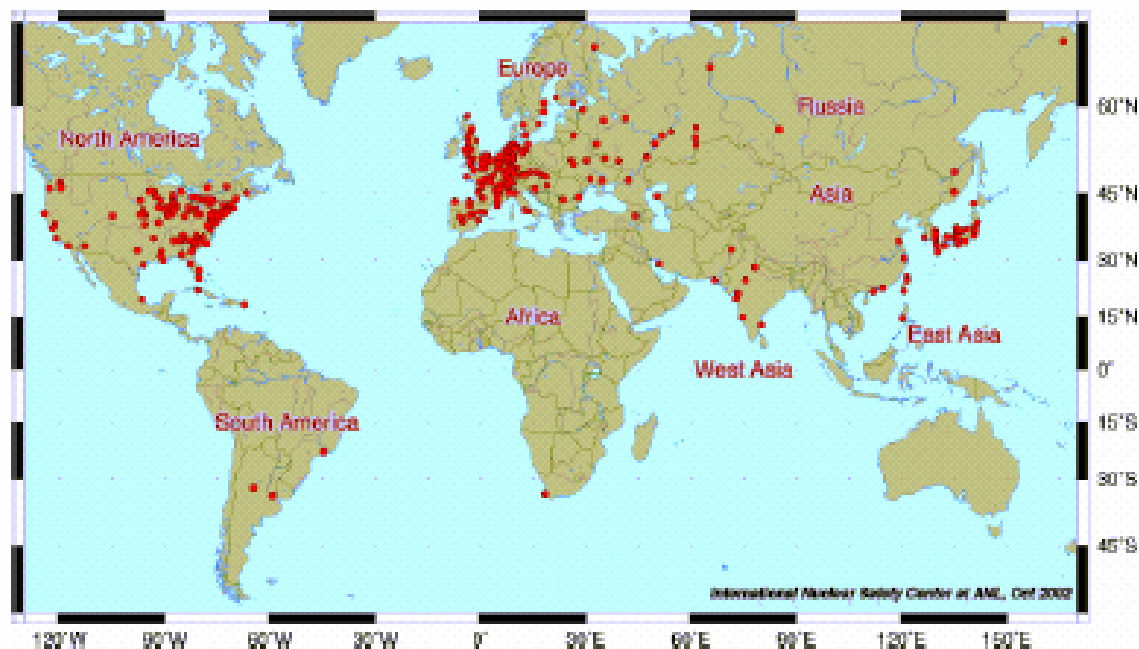 Europe
Russia
North America
Asia
Africa
East Asia
West Asia
South America
60°N
45°N
30°N
15°N
0°
15°S
30°S
45°S
International Nuclear Safety Center at ANL, Oct 2002
120°W 90°W 60°W 30°W 0° 30°E 60°E 90°E 120°E 150°E